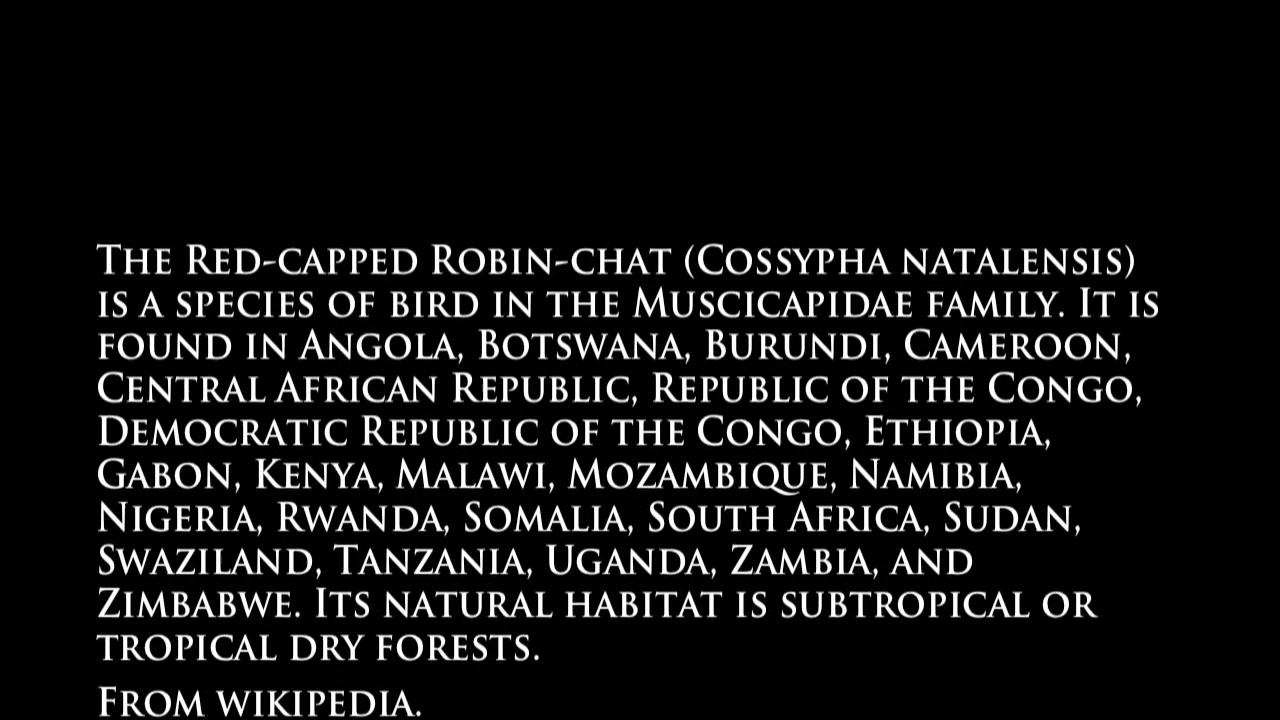 The Red-capped Robin-chat (Cossypha natalensis)
is a species of bird in the Muscicapidae family. It is
found in Angola, Botswana, Burundi, Cameroon,
Central African Republic, Republic of the Congo,
Democratic Republic of the Congo, Ethiopia,
Gabon, Kenya, Malawi, Mozambique, Namibia,
Nigeria, Rwanda, Somalia, South Africa, Sudan,
Swaziland, Tanzania, Uganda, Zambia, and
Zimbabwe. Its natural habitat is subtropical or
tropical dry forests.
From wikipedia.